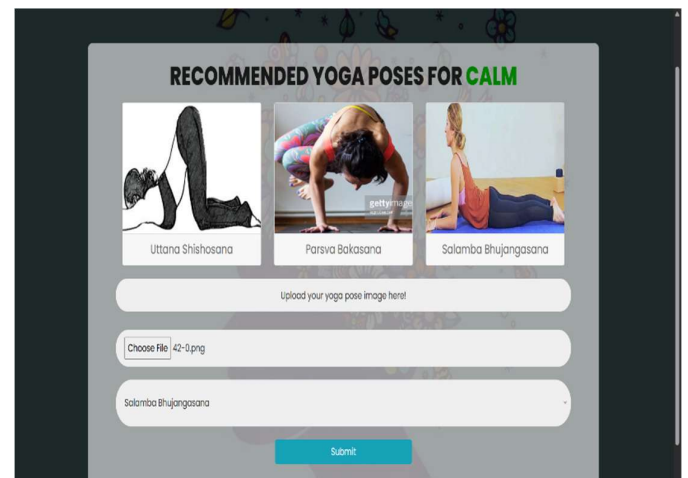 RECOMMENDED YOGA POSES FOR CALM
gettyimage
Uttana Shishosana
Parsva Bakasana
Salamba Bhujangasana
Upload your yoga pose image here!
Choose File 42-0.png
Salamba Bhujangasana
Submit